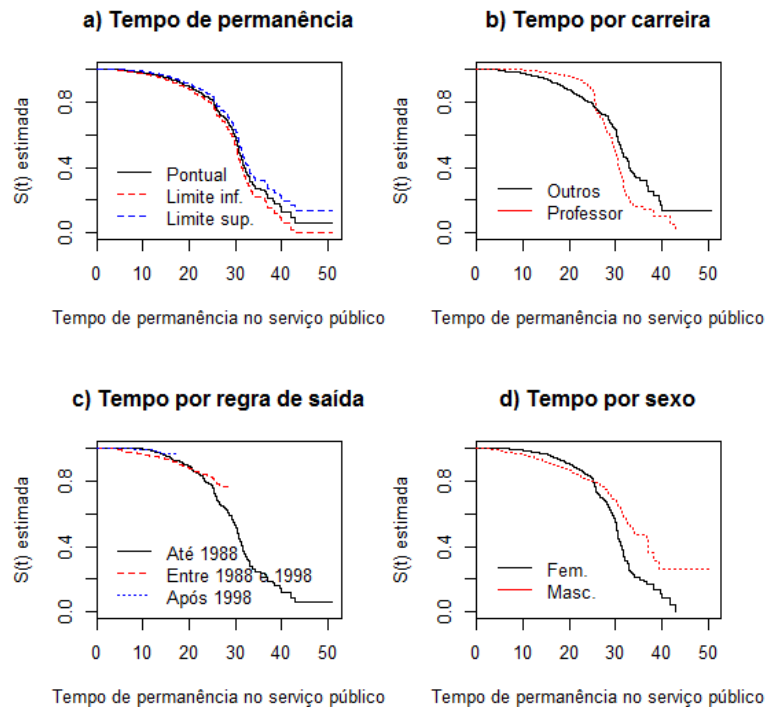 a) Tempo de permanência
S(t) estimada
0.0 0.4 0.8
Pontual
Limite inf.
Limite sup.
0 10 20 30 40 50
Tempo de permanência no serviço público
b) Tempo por carreira
S(t) estimada
0.0 0.4 0.8
Outros
Professor
0 10 20 30 40 50
Tempo de permanência no serviço público
c) Tempo por regra de saída
S(t) estimada
0.0 0.4 0.8
Até 1988
Entre 1988 e 1998
Após 1998
0 10 20 30 40 50
Tempo de permanência no serviço público
d) Tempo por sexo
S(t) estimada
0.0 0.4 0.8
Fem.
Masc.
0 10 20 30 40 50
Tempo de permanência no serviço público